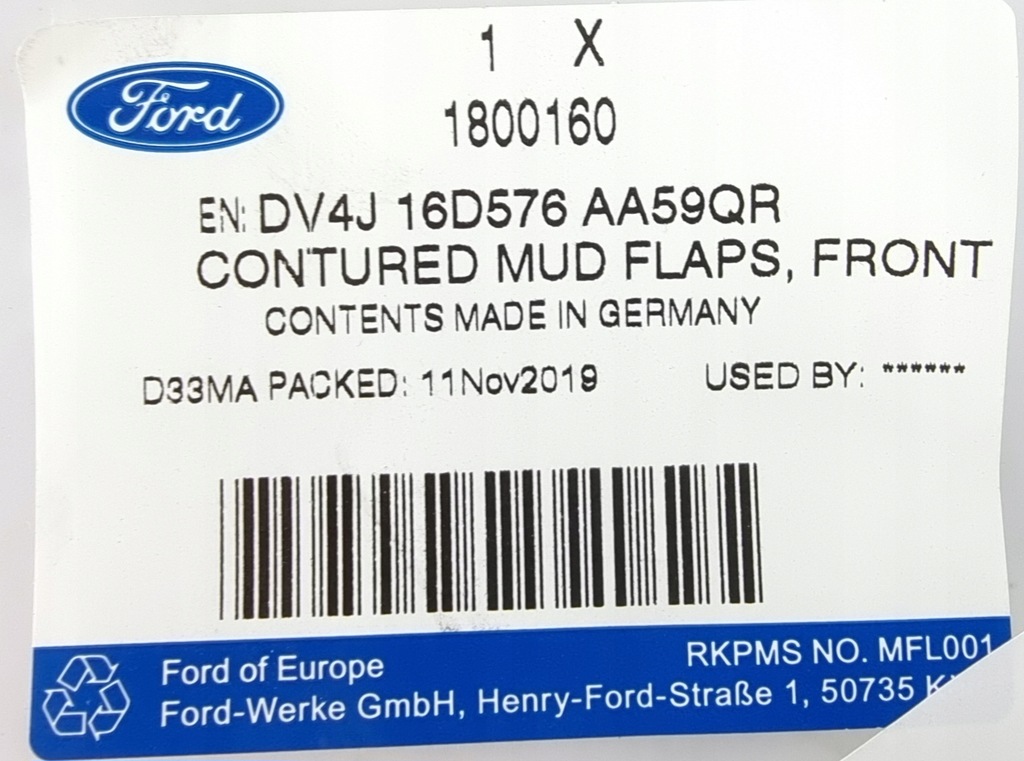 1 X
Ford
1800160
EN: DV4J 16D576 AA59QR
CONTURED MUD FLAPS, FRONT
CONTENTS MADE IN GERMANY
D33MA PACKED: 11Nov2019 USED BY: ******
RKPMS NO. MFL001
Ford of Europe
Ford-Werke GmbH, Henry-Ford-Straße 1, 50735